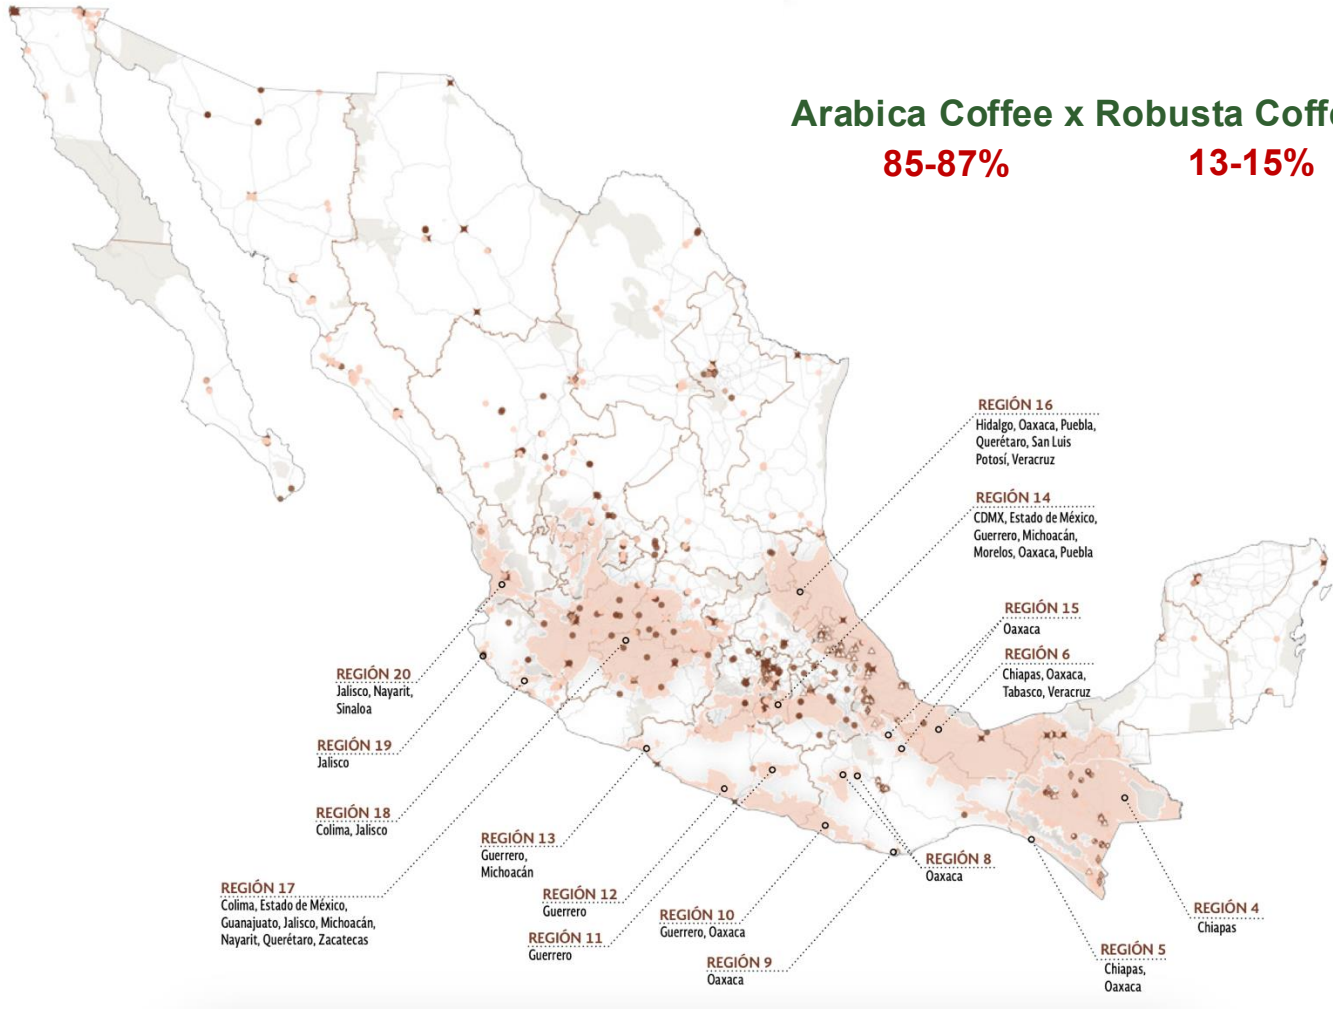 Arabica Coffee x Robusta Coffe
85-87% 13-15%
REGIÓN 16
Hidalgo, Oaxaca, Puebla,
Querétaro, San Luis
Potosí, Veracruz
REGIÓN 14
CDMX, Estado de México,
Guerrero, Michoacán,
Morelos, Oaxaca, Puebla
REGIÓN 15
Oaxaca
REGIÓN 6
Chiapas, Oaxaca,
Tabasco, Veracruz
REGIÓN 20
Jalisco, Nayarit,
Sinaloa
REGIÓN 19
Jalisco
REGIÓN 18
Colima, Jalisco
REGIÓN 17
Colima, Estado de México,
Guanajuato, Jalisco, Michoacán,
Nayarit, Querétaro, Zacatecas
REGIÓN 13
Guerrero,
Michoacán
REGIÓN 12
Guerrero
REGIÓN 11
Guerrero
REGIÓN 10
Guerrero, Oaxaca
REGIÓN 9
Oaxaca
REGIÓN 8
Oaxaca
REGIÓN 5
Chiapas,
Oaxaca
REGIÓN 4
Chiapas